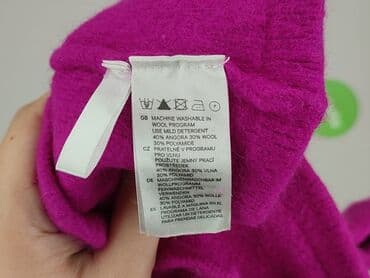 GB MACHINE WASHABLE IN
WOOL PROGRAM
USE MILD DETERGENT
40% ANGORA 30% WOOL
30% POLYAMIDE
CZ PRATELNÉ V PROGRAMU
PRO VLNU
POUŽIJTE JEMNÝ PRACÍ
PROSTŘEDEK.
40% ANGORA 30% VLNA
30% POLYAMID
DE MASCHINENWASCHBAR IM
WOLLPROGRAMM
FEINWASCHMITTEL
VERWENDEN
40% ANGORA 30% WOLLE
30% POLYAMID
ES LAVABLE A MÁQUINA EN EL
PROGRAMA DE LANA
UTILIZAR UN DETERGENTE
PARA PRENDAS